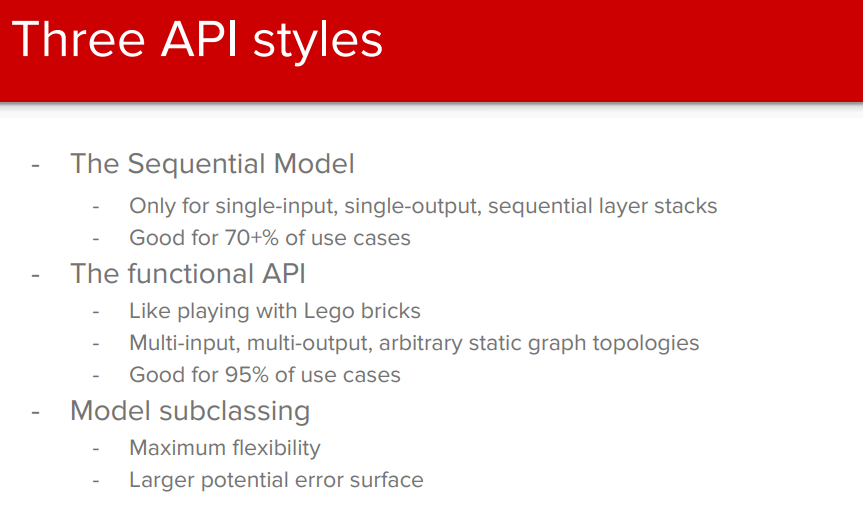 Three API styles
- The Sequential Model
- Only for single-input, single-output, sequential layer stacks
- Good for 70+% of use cases
- The functional API
- Like playing with Lego bricks
- Multi-input, multi-output, arbitrary static graph topologies
- Good for 95% of use cases
- Model subclassing
- Maximum flexibility
- Larger potential error surface